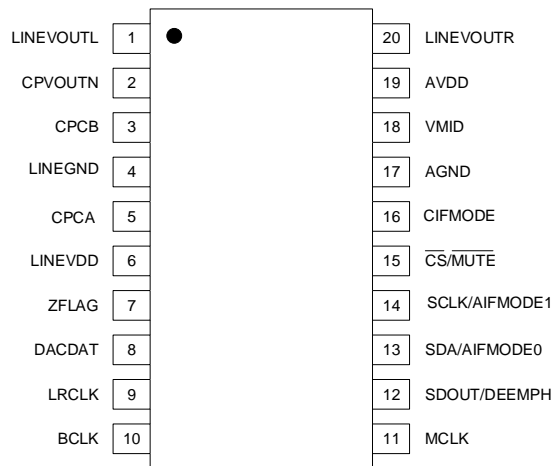 LINEVOUTL 1 20 LINEVOUTR
CPVOUTN 2 19 AVDD
CPCB 3 18 VMID
LINEGND 4 17 AGND
CPCA 5 16 CIFMODE
LINEVDD 6 15 CS/MUTE
ZFLAG 7 14 SCLK/AIFMODE1
DACDAT 8 13 SDA/AIFMODE0
LRCLK 9 12 SDOUT/DEEMPH
BCLK 10 11 MCLK